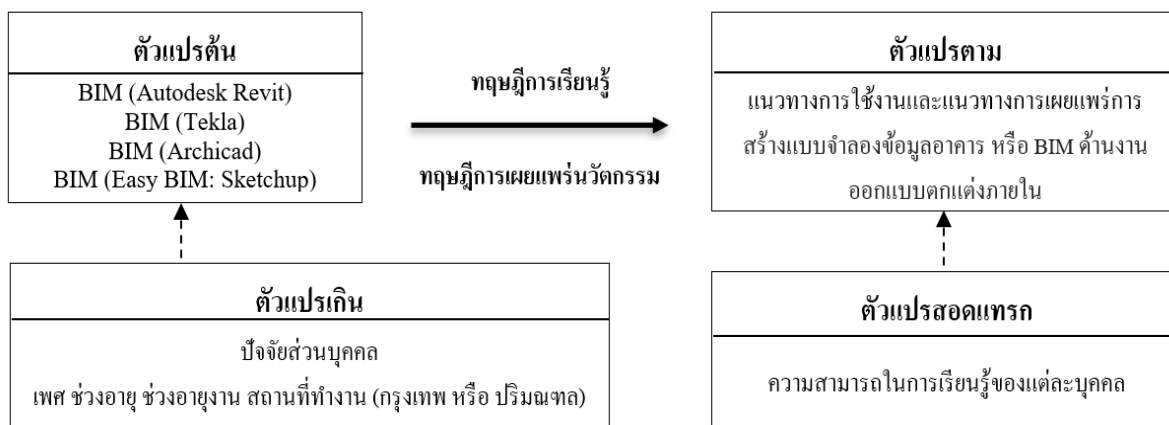 ตัวแปรต้น
BIM (Autodesk Revit)
BIM (Tekla)
BIM (Archicad)
BIM (Easy BIM: Sketchup)
ทฤษฎีการเรียนรู้
ทฤษฎีการเผยแพร่นวัตกรรม
ตัวแปรตาม
แนวทางการใช้งานและแนวทางการเผยแพร่การ
สร้างแบบจำลองข้อมูลอาคาร หรือ BIM ด้านงาน
ออกแบบตกแต่งภายใน
ตัวแปรเกิน
ปัจจัยส่วนบุคคล
เพศ ช่วงอายุ ช่วงอายุงาน สถานที่ทำงาน (กรุงเทพ หรือ ปริมณฑล)
ตัวแปรสอดแทรก
ความสามารถในการเรียนรู้ของแต่ละบุคคล